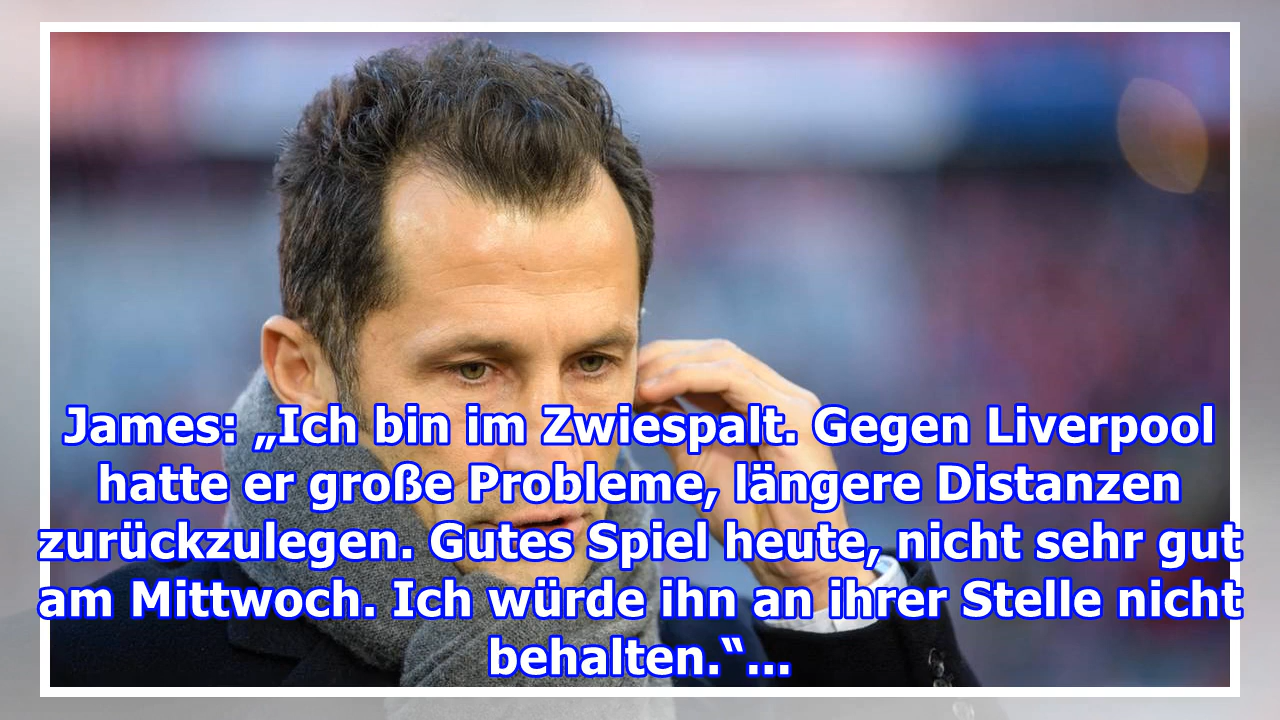 James: „Ich bin im Zwiespalt. Gegen Liverpool
hatte er große Probleme, längere Distanzen
zurückzulegen. Gutes Spiel heute, nicht sehr gut
am Mittwoch. Ich würde ihn an ihrer Stelle nicht
behalten.“...